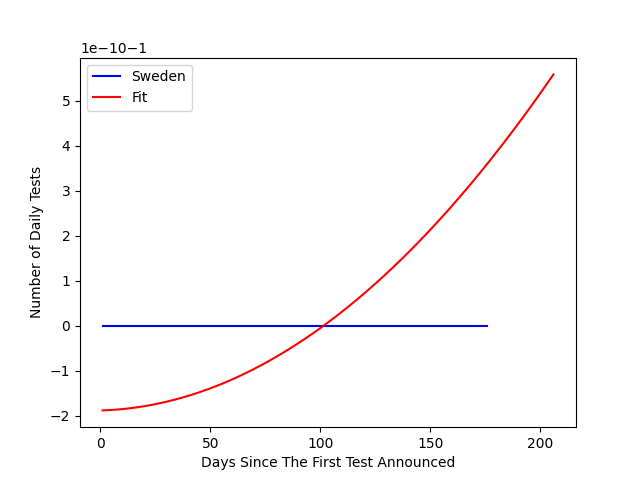 1e−10−1
Sweden
Fit
5
4
3
2
1
0
−1
−2
Number of Daily Tests
0
50
100
150
200
Days Since The First Test Announced